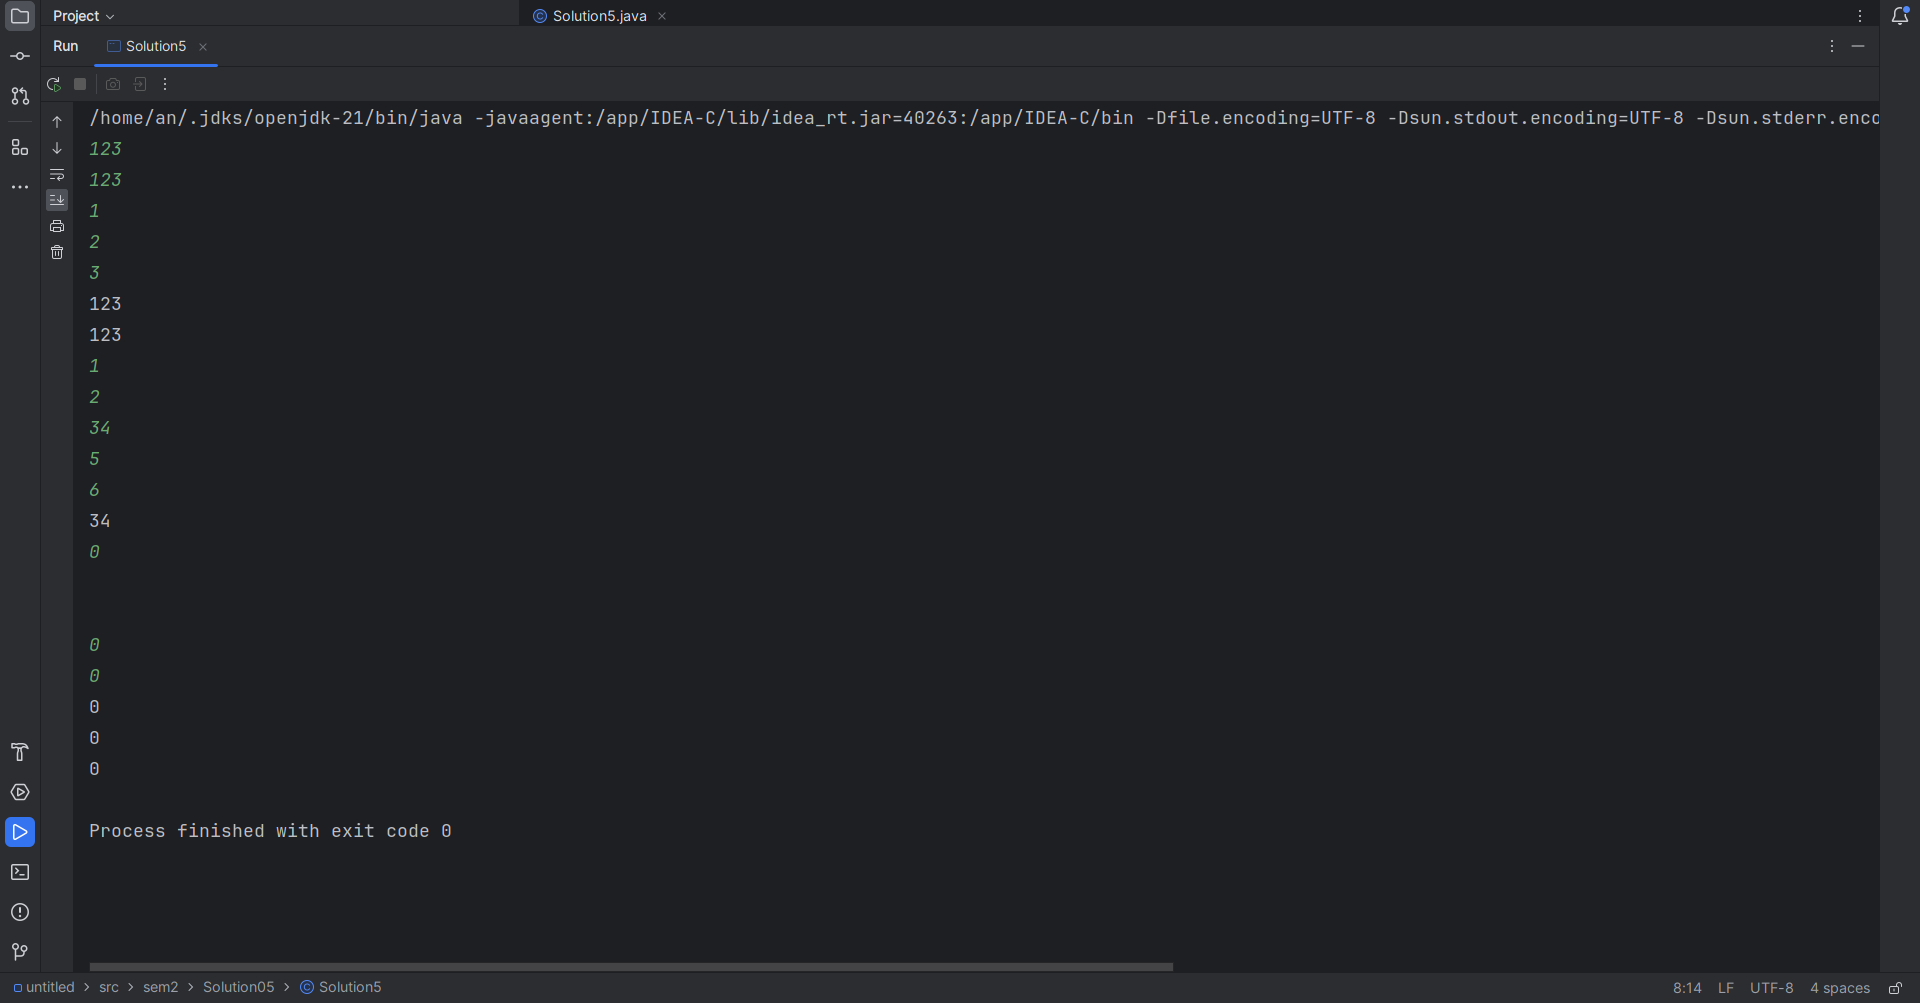 Project
Solution5.java
Run Solution5
/home/an/.jdks/openjdk-21/bin/java -javaagent:/app/IDEA-C/lib/idea_rt.jar=40263:/app/IDEA-C/bin -Dfile.encoding=UTF-8 -Dsun.stdout.encoding=UTF-8 -Dsun.stderr.enco
123
123
1
2
3
123
123
1
2
34
5
6
34
0
0
0
0
0
0
Process finished with exit code 0
untitled > src > sem2 > Solution05 > Solution5
8:14 LF UTF-8 4 spaces